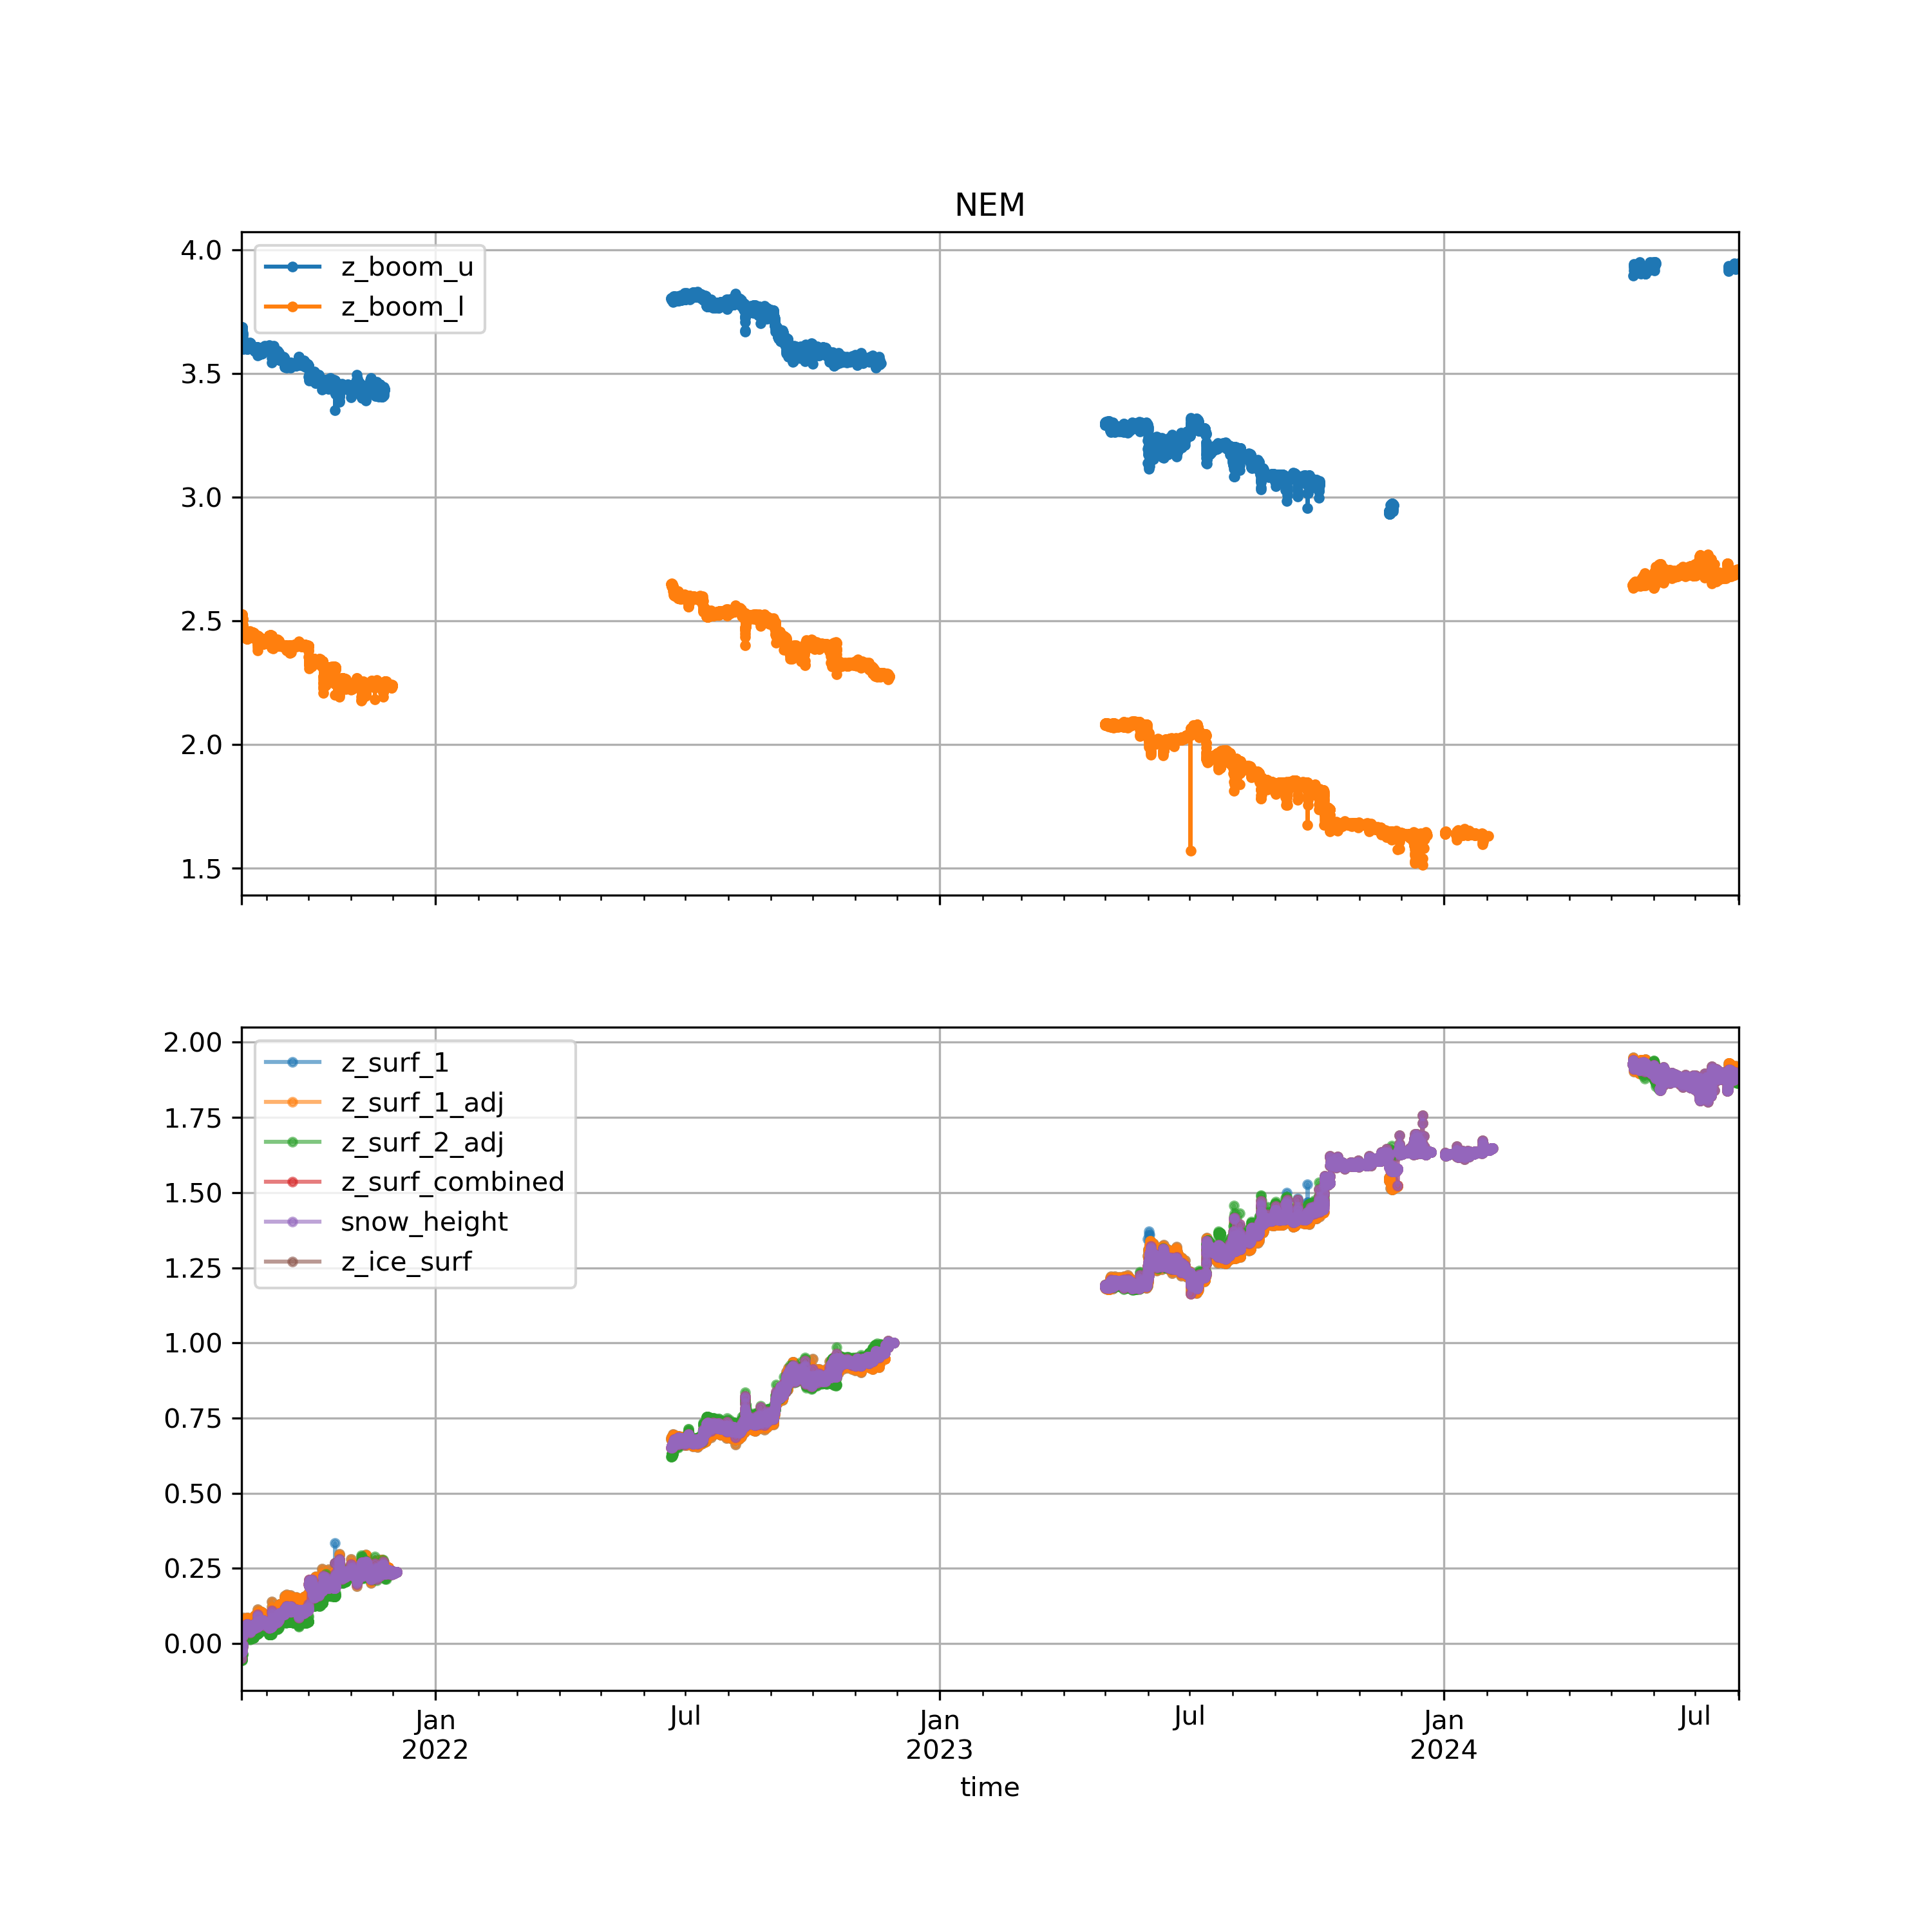 NEM
4.0
3.5
3.0
2.5
2.0
1.5
z_boom_u
z_boom_l
2.00
1.75
1.50
1.25
1.00
0.75
0.50
0.25
0.00
z_surf_1
z_surf_1_adj
z_surf_2_adj
z_surf_combined
snow_height
z_ice_surf
Jan Jul Jan Jul Jan Jul
2022 2023 2024
time